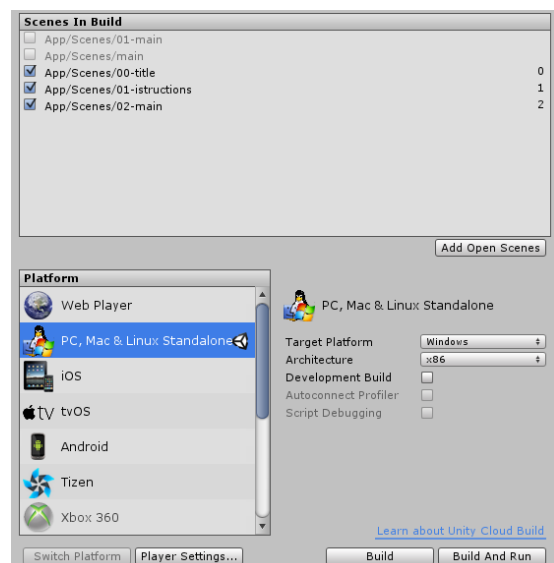 Scenes In Build
App/Scenes/01-main
App/Scenes/main
App/Scenes/00-title 0
App/Scenes/01-istructions 1
App/Scenes/02-main 2
Add Open Scenes
Platform
Web Player
PC, Mac & Linux Standalone
iOS
tv tvOS
Android
Tizen
Xbox 360
PC, Mac & Linux Standalone
Target Platform Windows
Architecture x86
Development Build
Autoconnect Profiler
Script Debugging
Learn about Unity Cloud Build
Switch Platform Player Settings... Build Build And Run